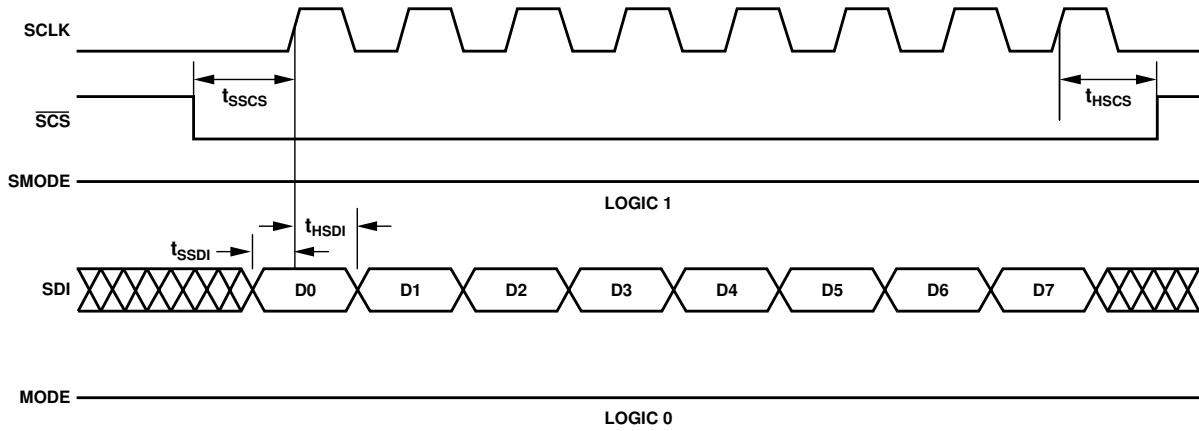 SCLK
tSSCS
tHSCS
SCS
SMODE
LOGIC 1
tSSDI
tHSDI
SDI
D0 D1 D2 D3 D4 D5 D6 D7
MODE
LOGIC 0